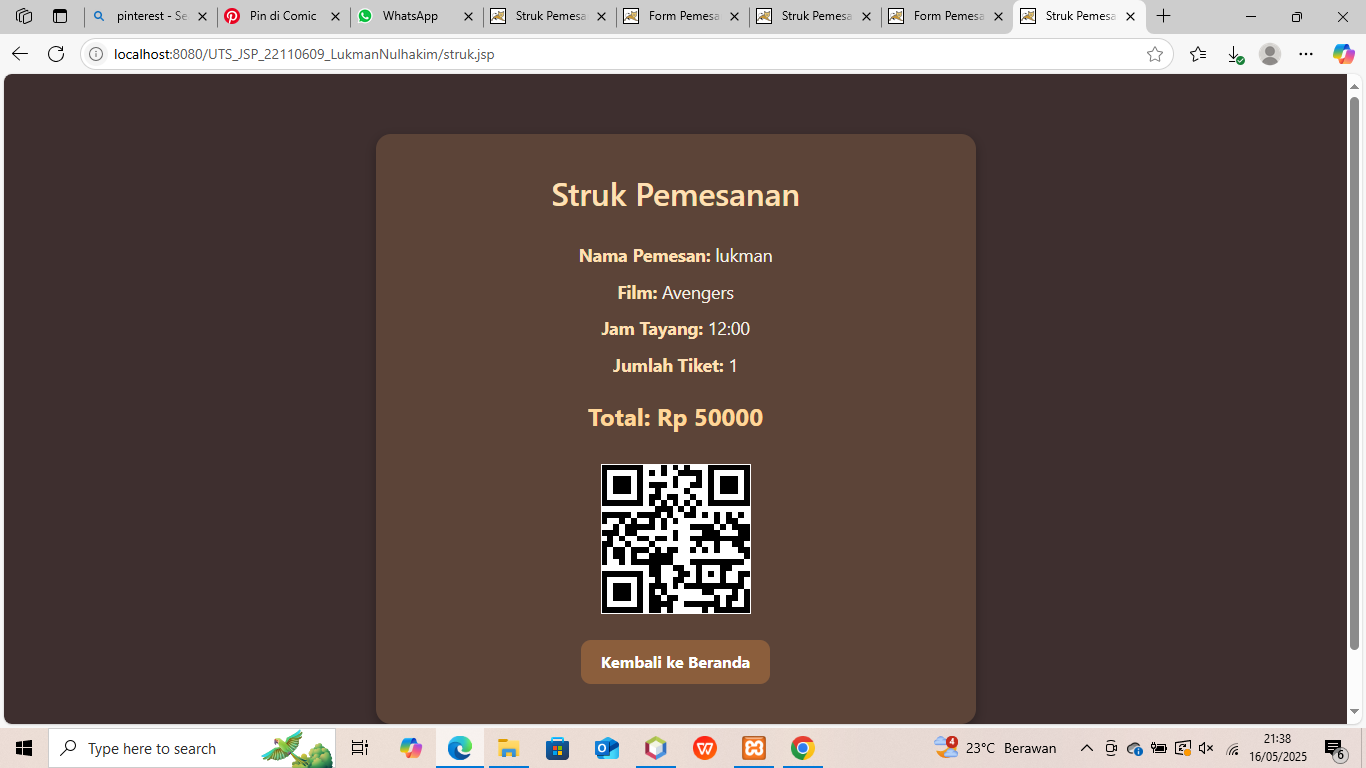 pinterest - Se
Pin di Comic
WhatsApp
Struk Pemesa
Form Pemesa
Struk Pemesa
Form Pemesa
Struk Pemesa
localhost:8080/UTS_JSP_22110609_LukmanNulhakim/struk.jsp
Struk Pemesanan
Nama Pemesan: lukman
Film: Avengers
Jam Tayang: 12:00
Jumlah Tiket: 1
Total: Rp 50000
Kembali ke Beranda
Type here to search
4
23°C Berawan
21:38
16/05/2025
6